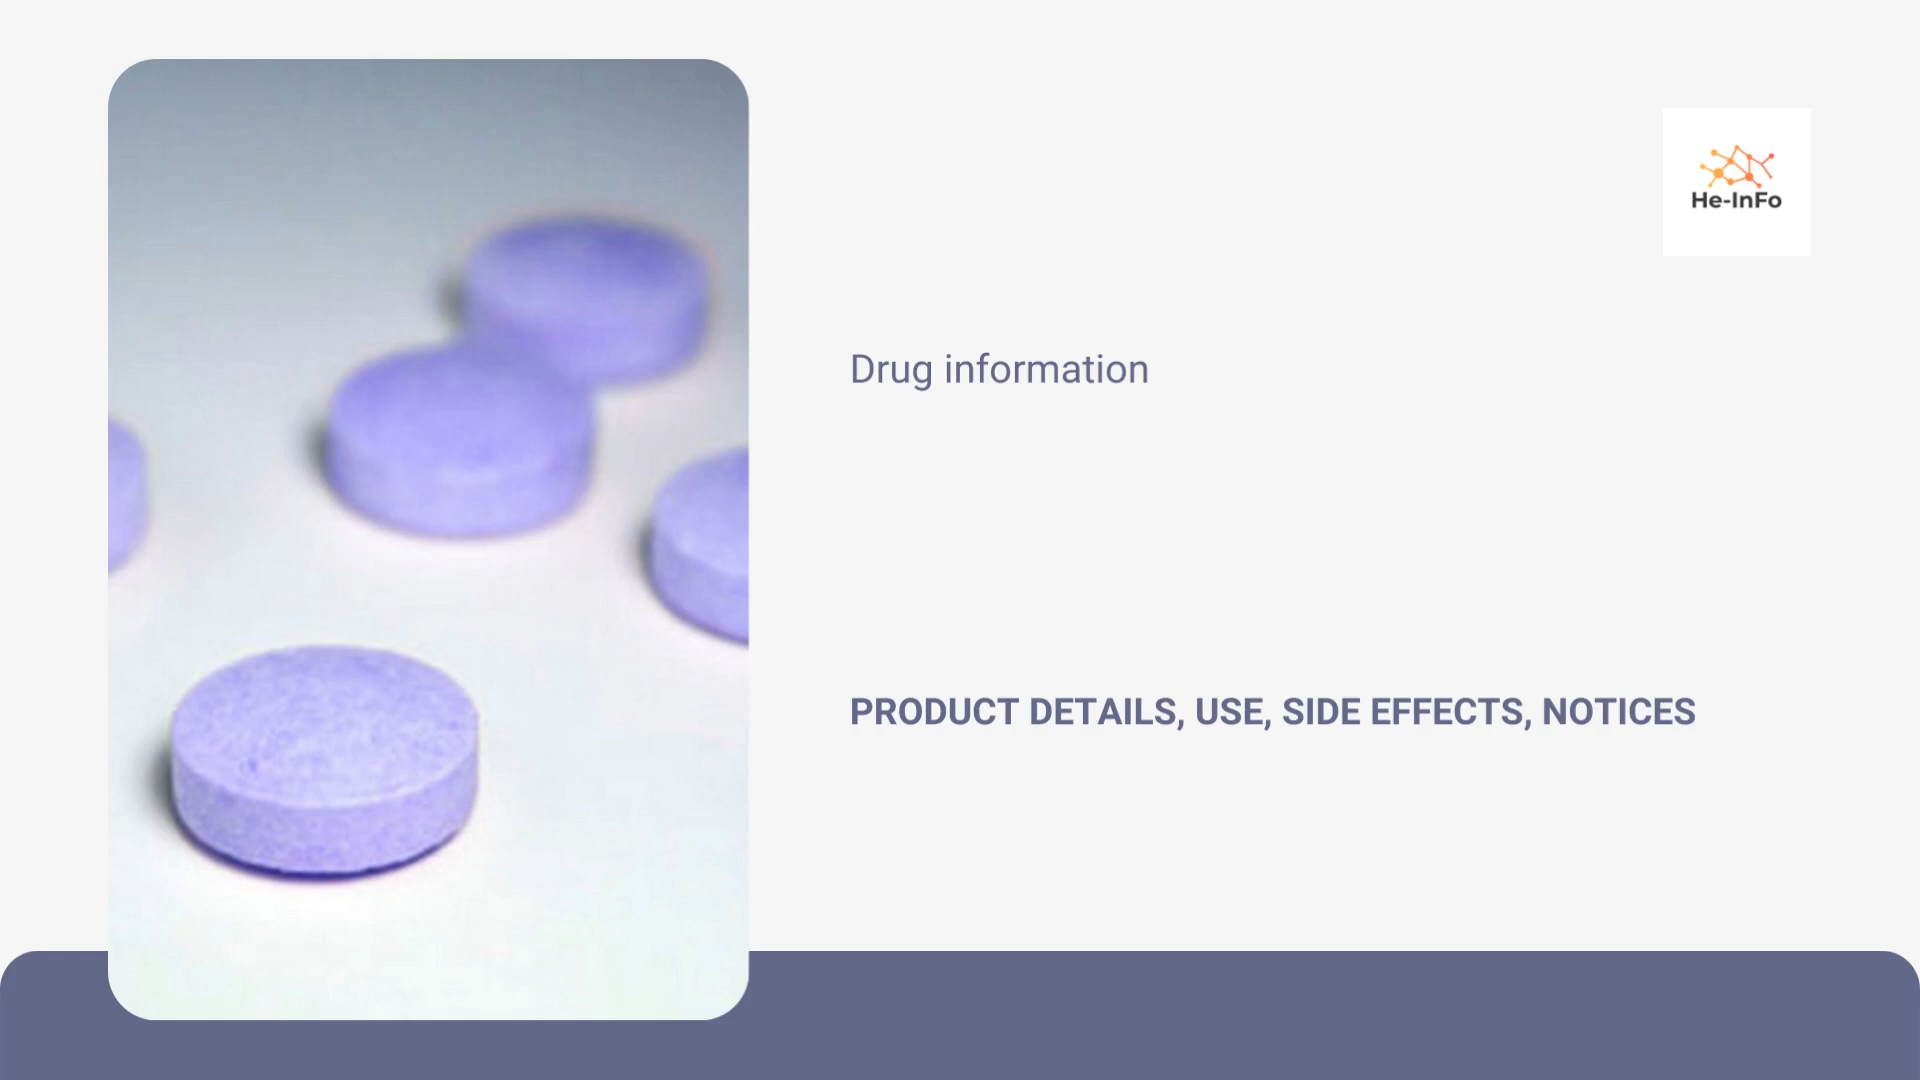 He-InFo
Drug information
PRODUCT DETAILS, USE, SIDE EFFECTS, NOTICES